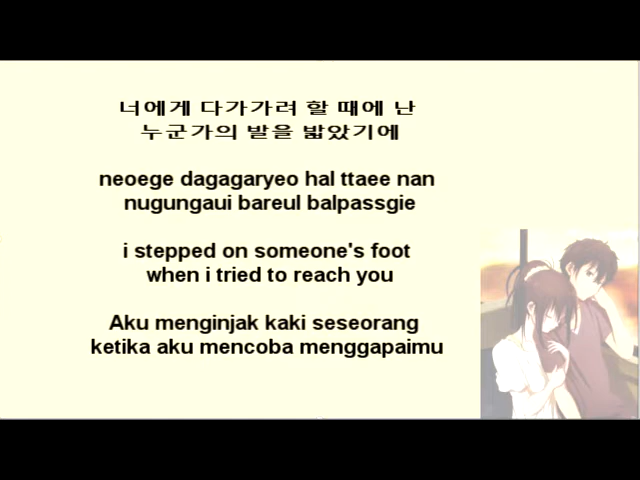 너에게 다가가려 할 때에 난
누군가의 발을 밟았기에
neoege dagagaryeo hal ttaee nan
nugungaui bareul balpassgie
i stepped on someone's foot
when i tried to reach you
Aku menginjak kaki seseorang
ketika aku mencoba menggapaimu